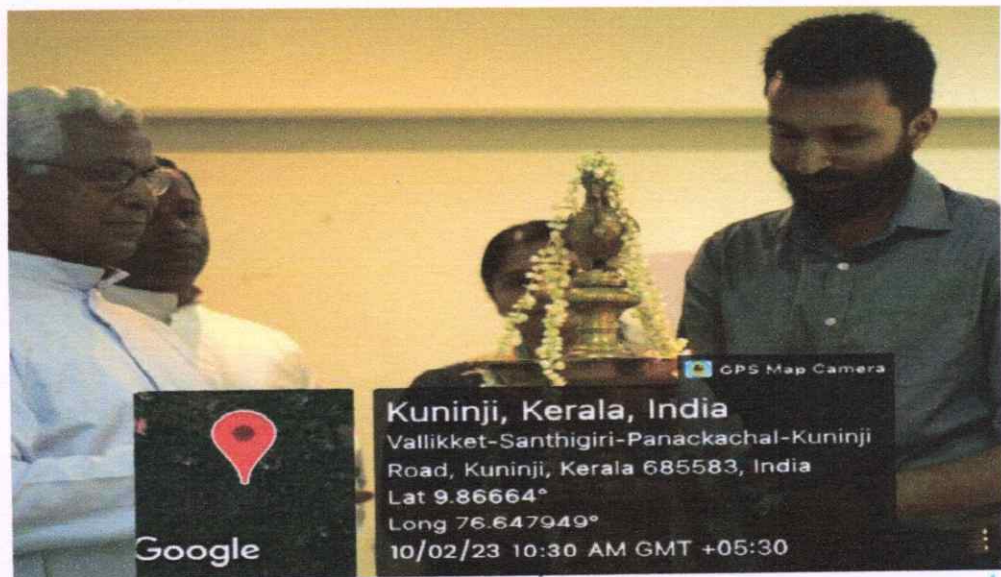 GPS Map Camera
Kuninji, Kerala, India
Vallikket-Santhigiri-Panackachal-Kuninji
Road, Kuninji, Kerala 685583, India
Lat 9.86664°
Long 76.647949°
10/02/23 10:30 AM GMT +05:30
Google